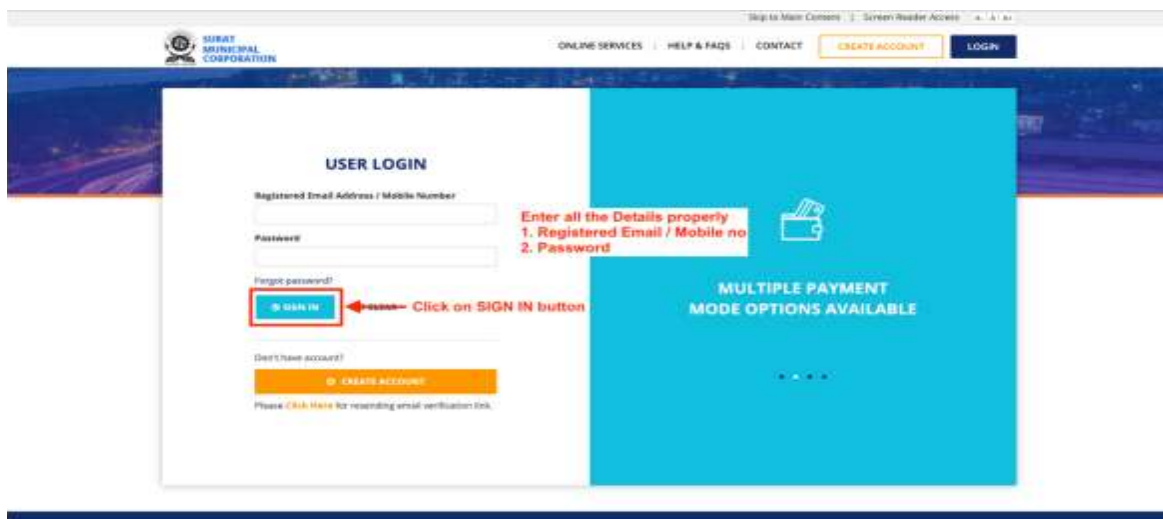 Skip to Main Content | Screen Reader Access
SURAT
MUNICIPAL
CORPORATION
ONLINE SERVICES | HELP & FAQS | CONTACT
CREATE ACCOUNT
LOGIN
USER LOGIN
Registered Email Address / Mobile Number
Password
Enter all the Details properly
1. Registered Email / Mobile no
2. Password
Forgot password?
SIGN IN
Click on SIGN IN button
MULTIPLE PAYMENT
MODE OPTIONS AVAILABLE
Don't have account?
CREATE ACCOUNT
Please Click Here for resending email verification link.